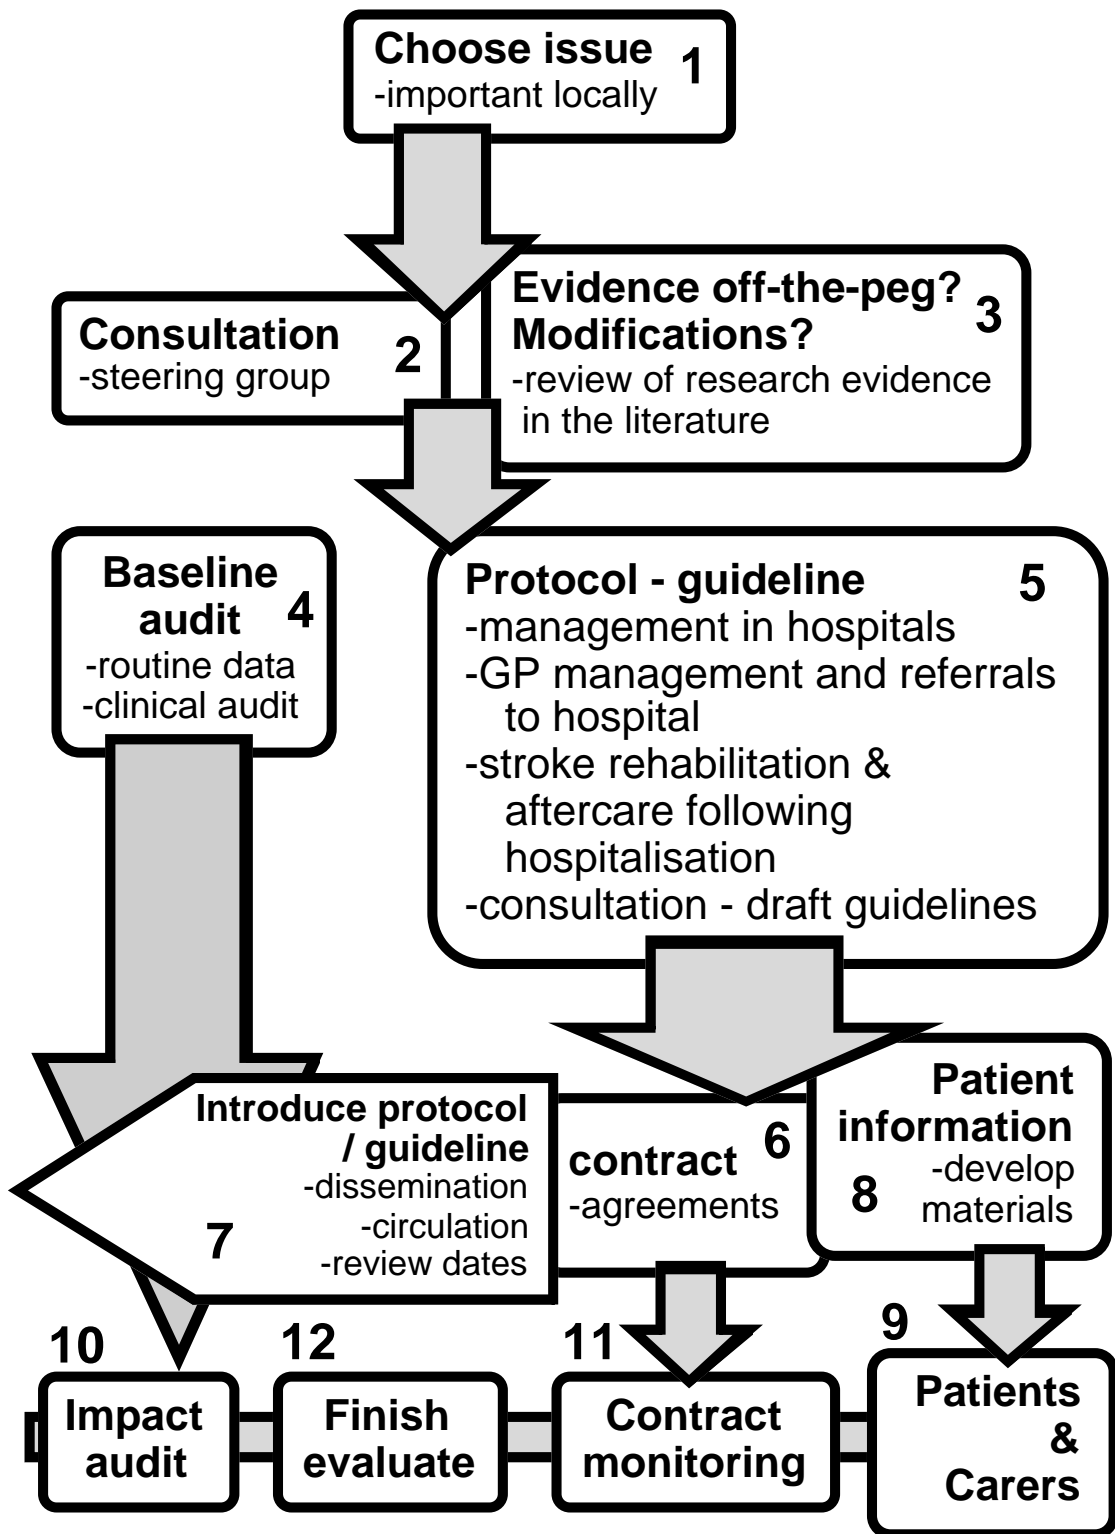 Choose issue 1
-important locally
Consultation 2
-steering group
Evidence off-the-peg?
Modifications? 3
-review of research evidence
in the literature
Baseline
audit 4
-routine data
-clinical audit
Protocol - guideline 5
-management in hospitals
-GP management and referrals
to hospital
-stroke rehabilitation &
aftercare following
hospitalisation
-consultation - draft guidelines
Introduce protocol
/ guideline
-dissemination
-circulation
-review dates
7
6
contract
-agreements
Patient
information
-develop
materials
8
10
Impact
audit
12
Finish
evaluate
11
Contract
monitoring
9
Patients
&
Carers